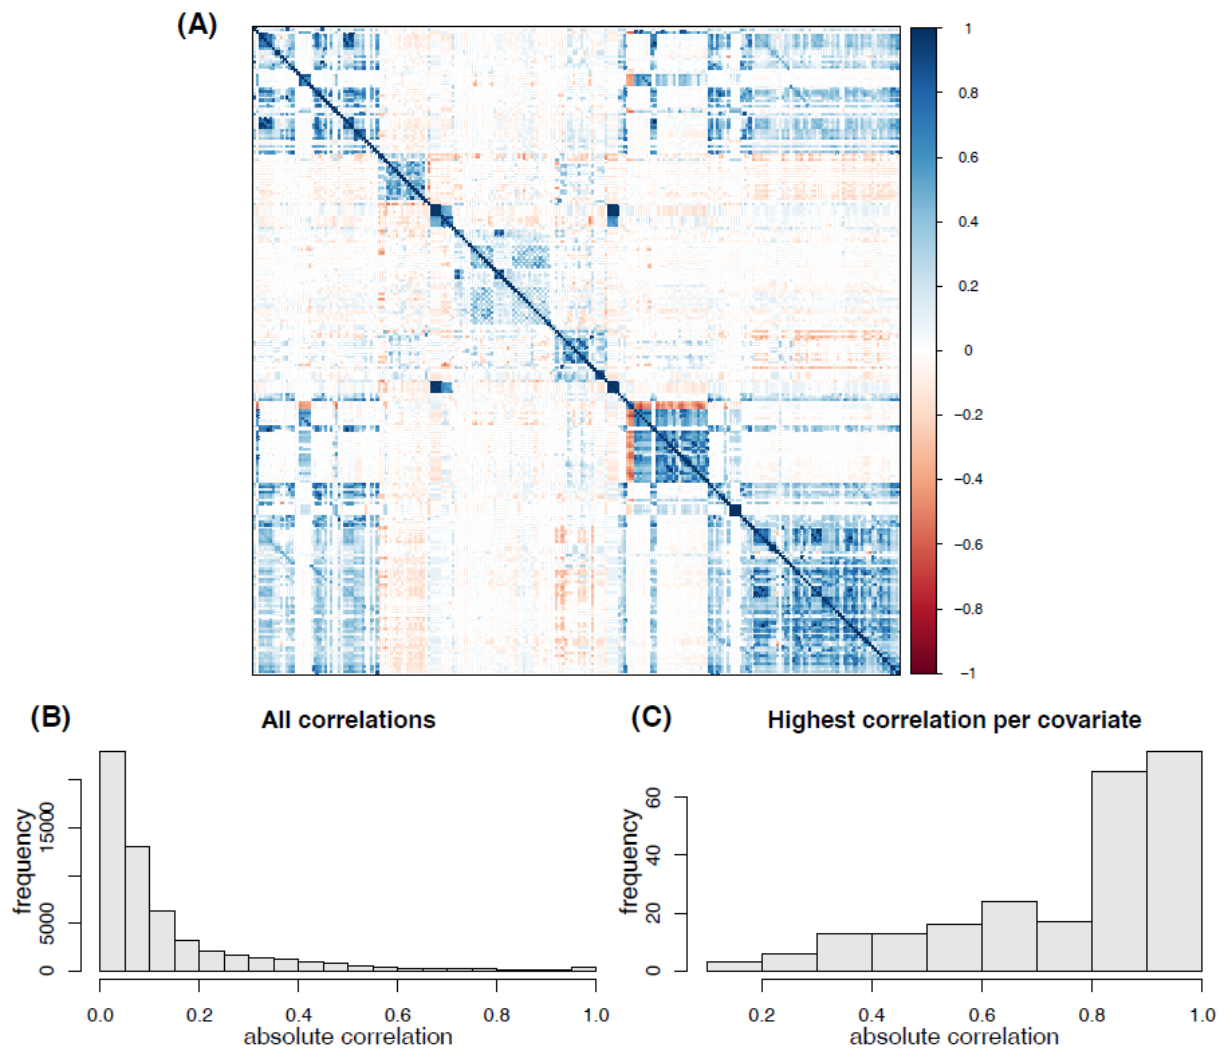 (A)
1
0.8
0.6
0.4
0.2
0
−0.2
−0.4
−0.6
−0.8
−1
(B)
All correlations
frequency
15000
5000
0
0.0 0.2 0.4 0.6 0.8 1.0
absolute correlation
(C)
Highest correlation per covariate
frequency
60
40
20
0
0.2 0.4 0.6 0.8 1.0
absolute correlation